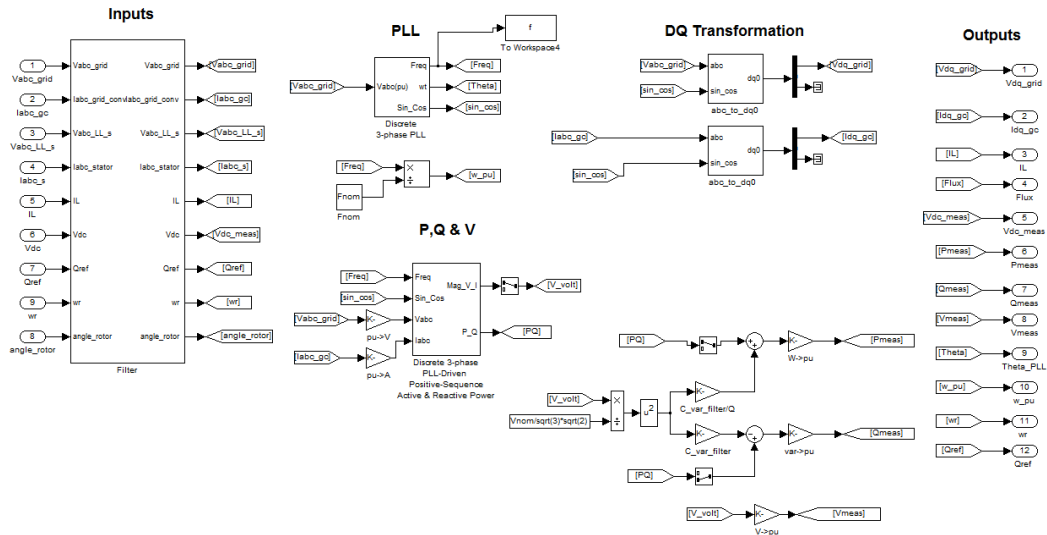 Inputs
1
Vabc_grid
2
Iabc_gc
3
Vabc_LL_s
4
Iabc_s
5
IL
6
Vdc
7
Qref
9
wr
8
angle_rotor
Vabc_grid
Iabc_grid_conv
Vabc_LL_s
Iabc_stator
IL
Vdc
Qref
wr
angle_rotor
Vabc_grid
Iabc_grid_conv
Vabc_LL_s
Iabc_stator
IL
Vdc
Qref
wr
angle_rotor
Filter
[Vabc_grid]
[Iabc_gc]
[Vabc_LL_s]
[Iabc_s]
[IL]
[Vdc_meas]
[Qref]
[wr]
[angle_rotor]
PLL
f
To Workspace4
[Vabc_grid]
Vabc(pu)
Freq
wt
Sin_Cos
Discrete
3-phase PLL
[Freq]
[Theta]
[sin_cos]
[Freq]
Fnom
Fnom
×
÷
[w_pu]
P,Q & V
[Freq]
[sin_cos]
[Vabc_grid]
K-
pu->V
[Iabc_gc]
K-
pu->A
Freq
Sin_Cos
Vabc
Iabc
Mag_V_I
P_Q
Discrete 3-phase
PLL-Driven
Positive-Sequence
Active & Reactive Power
[V_volt]
[PQ]
DQ Transformation
[Vabc_grid]
[sin_cos]
abc
sin_cos
dq0
abc_to_dq0
[Vdq_grid]
[Iabc_gc]
[sin_cos]
abc
sin_cos
dq0
abc_to_dq0
[Idq_gc]
[PQ]
+
+
K-
W->pu
[Pmeas]
[V_volt]
Vnom/sqrt(3)*sqrt(2)
×
÷
u²
K-
C_var_filter/Q
K-
C_var_filter
-
+
K-
var->pu
[Qmeas]
[PQ]
[V_volt]
K-
V->pu
[Vmeas]
Outputs
[Vdq_grid]
1
Vdq_grid
[Idq_gc]
2
Idq_gc
[IL]
3
IL
[Flux]
4
Flux
[Vdc_meas]
5
Vdc_meas
[Pmeas]
6
Pmeas
[Qmeas]
7
Qmeas
[Vmeas]
8
Vmeas
[Theta]
9
Theta_PLL
[w_pu]
10
w_pu
[wr]
11
wr
[Qref]
12
Qref